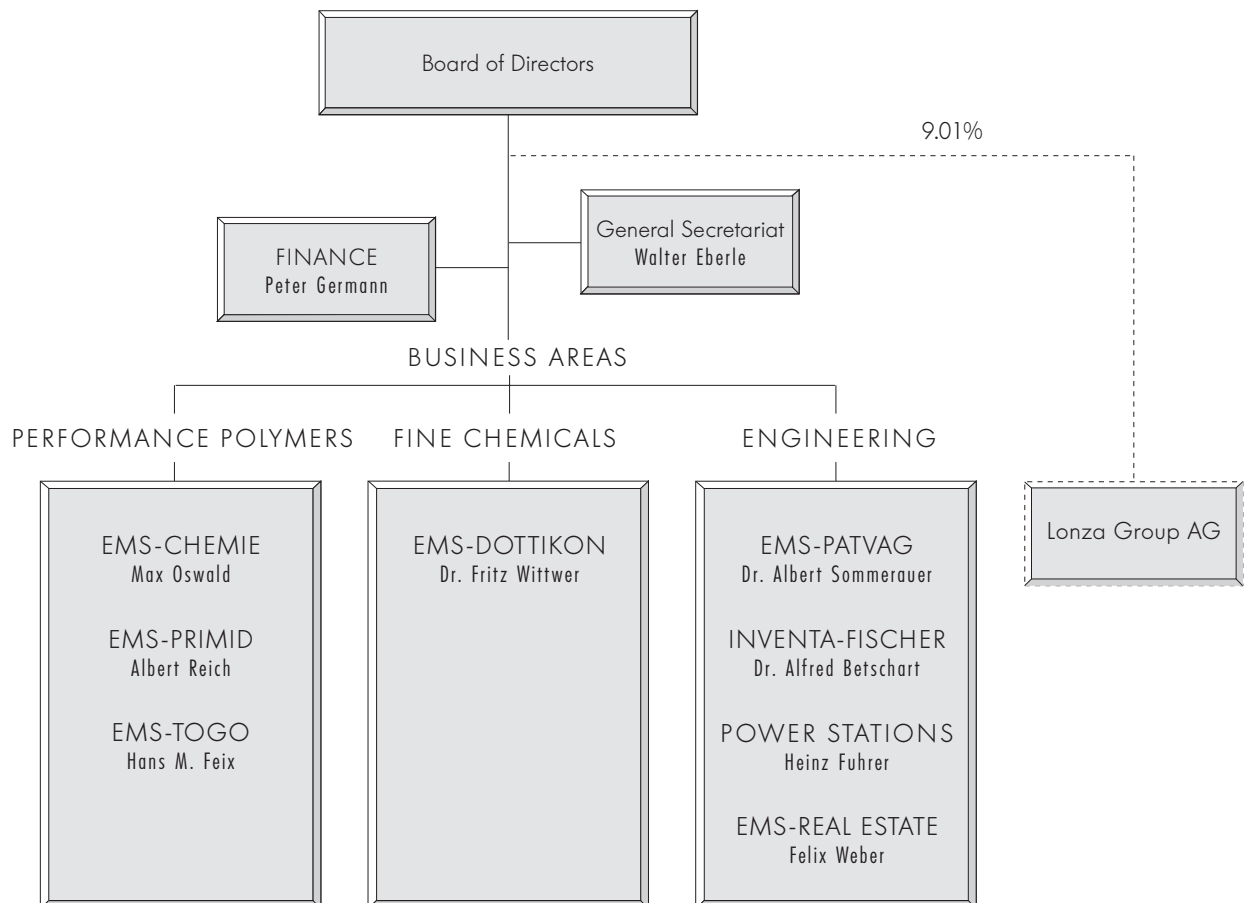 Board of Directors
9.01%
General Secretariat
Walter Eberle
FINANCE
Peter Germann
BUSINESS AREAS
PERFORMANCE POLYMERS
FINE CHEMICALS
ENGINEERING
EMS-CHEMIE
Max Oswald
EMS-PRIMID
Albert Reich
EMS-TOGO
Hans M. Feix
EMS-DOTTIKON
Dr. Fritz Wittwer
EMS-PATVAG
Dr. Albert Sommerauer
INVENTA-FISCHER
Dr. Alfred Betschart
POWER STATIONS
Heinz Fuhrer
EMS-REAL ESTATE
Felix Weber
Lonza Group AG